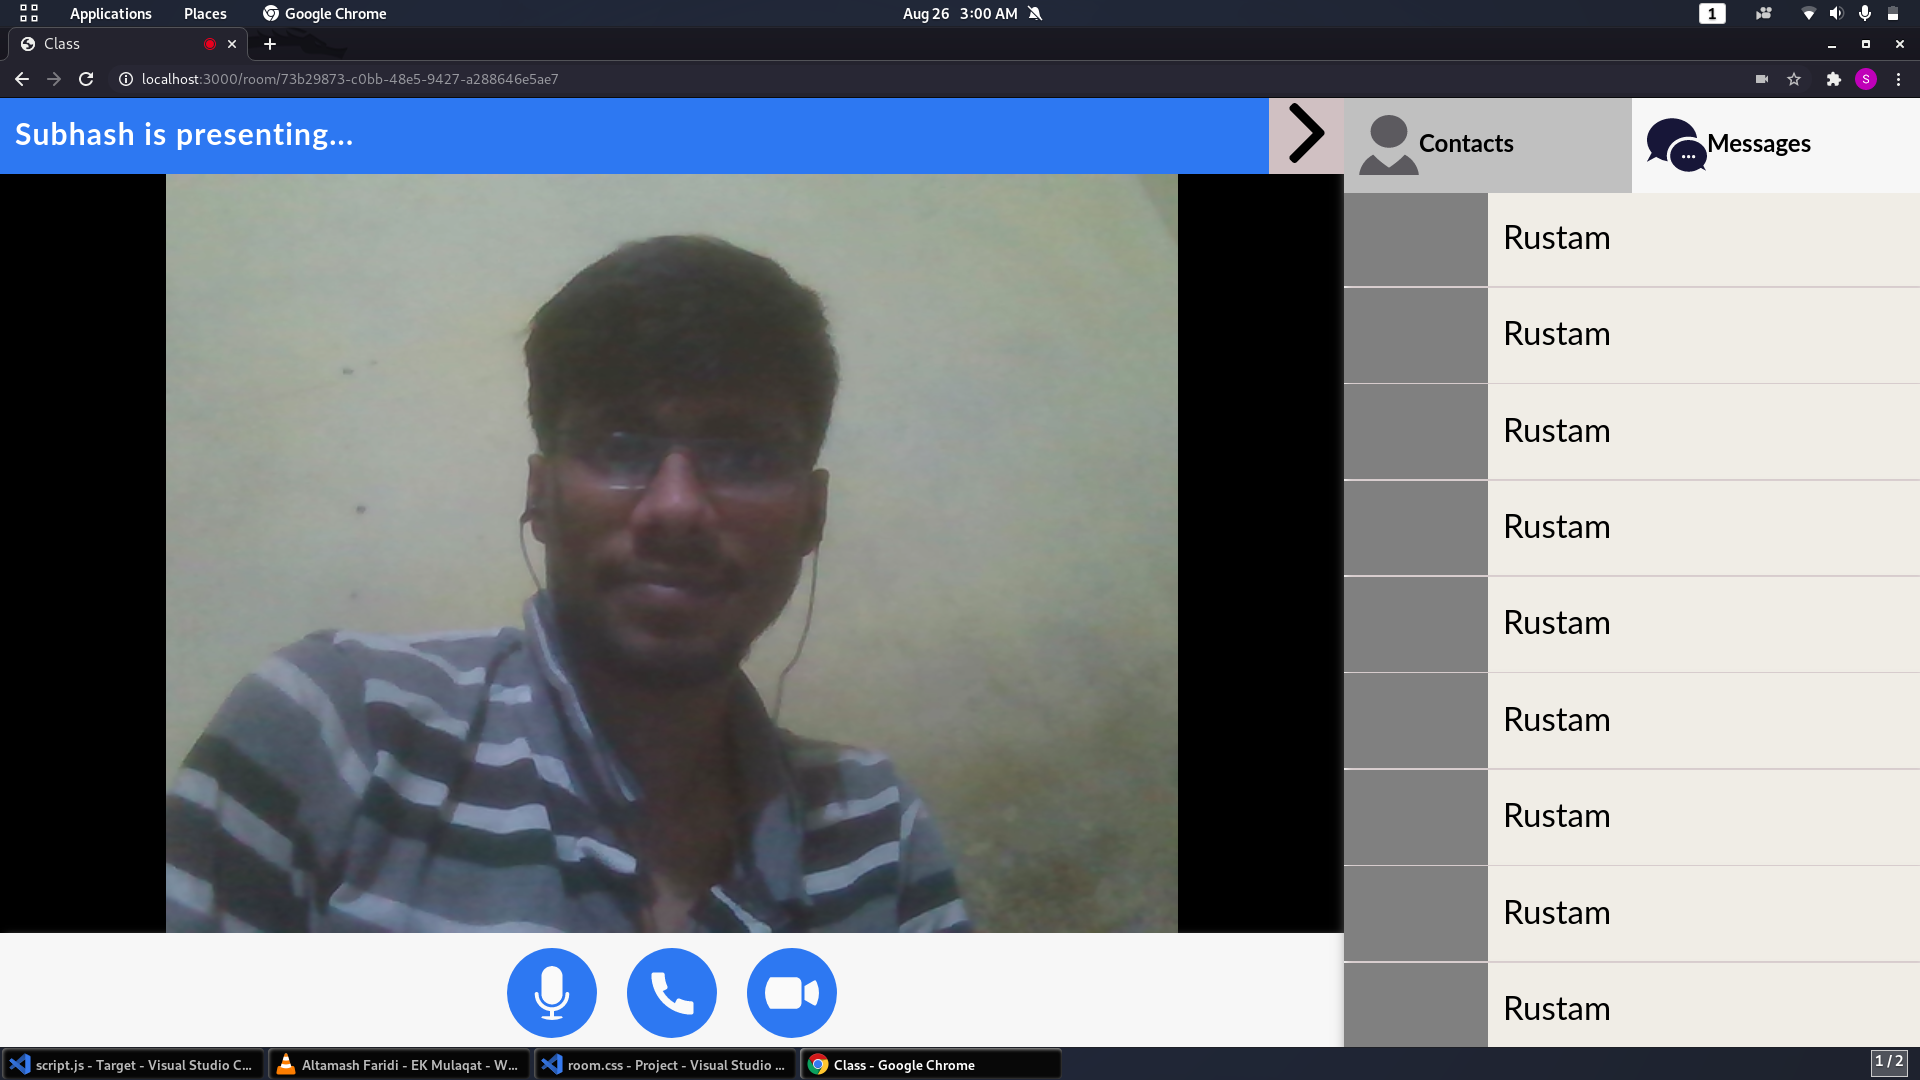 Applications Places Google Chrome Aug 26 3:00 AM 1
Class
localhost:3000/room/73b29873-c0bb-48e5-9427-a288646e5ae7 S
Subhash is presenting...
Contacts
Messages
Rustam
Rustam
Rustam
Rustam
Rustam
Rustam
Rustam
Rustam
Rustam
script.js - Target - Visual Studio C... Altamash Faridi - EK Mulaqat - W... room.css - Project - Visual Studio ... Class - Google Chrome 1 / 2